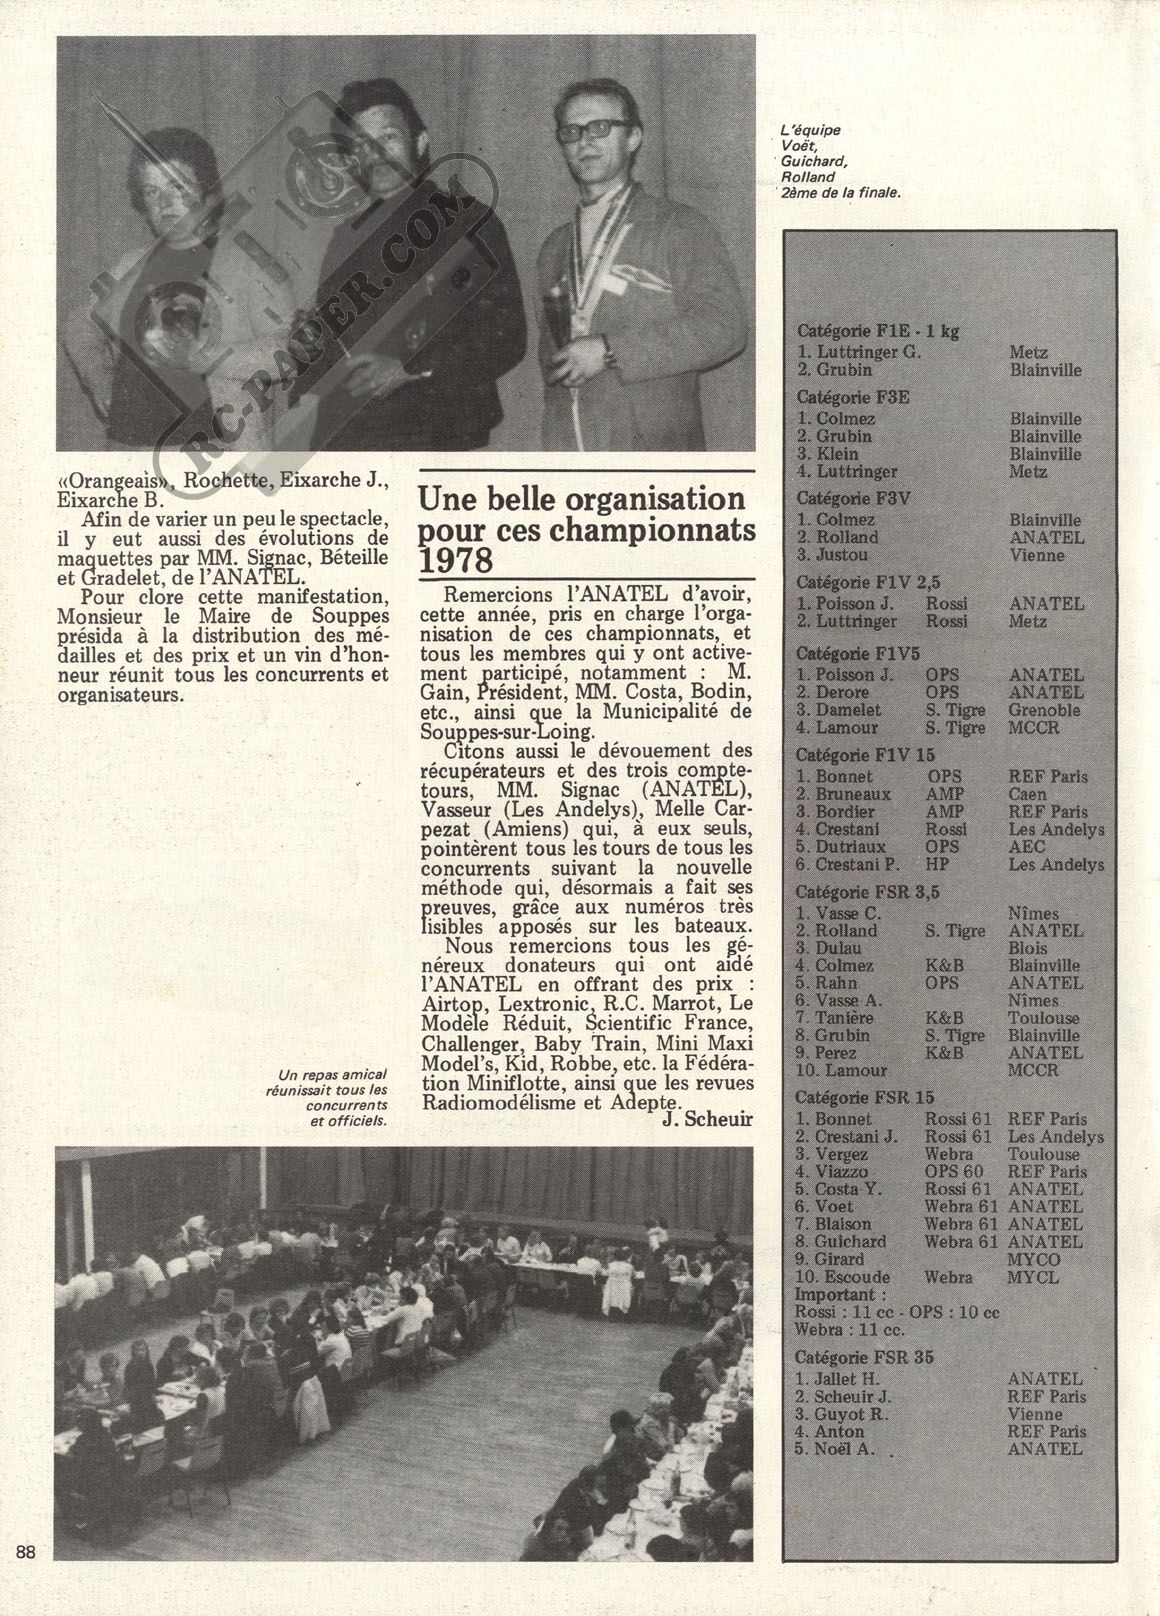 L'équipe
Voët,
Guichard,
Rolland
2ème de la finale.
RC-PAPER.COM
«Orangeais», Rochette, Eixarche J.,
Eixarche B.
Afin de varier un peu le spectacle,
il y eut aussi des évolutions de
maquettes par MM. Signac, Béteille
et Gradelet, de l'ANATEL.
Pour clore cette manifestation,
Monsieur le Maire de Souppes
présida à la distribution des mé-
dailles et des prix et un vin d'hon-
neur réunit tous les concurrents et
organisateurs.
Un repas amical
réunissait tous les
concurrents
et officiels.
Une belle organisation
pour ces championnats
1978
Remercions l'ANATEL d'avoir,
cette année, pris en charge l'orga-
nisation de ces championnats, et
tous les membres qui y ont active-
ment participé, notamment : M.
Gain, Président, MM. Costa, Bodin,
etc., ainsi que la Municipalité de
Souppes-sur-Loing.
Citons aussi le dévouement des
récupérateurs et des trois compte-
tours, MM. Signac (ANATEL),
Vasseur (Les Andelys), Melle Car-
pezat (Amiens) qui, à eux seuls,
pointèrent tous les tours de tous les
concurrents suivant la nouvelle
méthode qui, désormais a fait ses
preuves, grâce aux numéros très
lisibles apposés sur les bateaux.
Nous remercions tous les gé-
néreux donateurs qui ont aidé
l'ANATEL en offrant des prix :
Airtop, Lextronic, R.C. Marrot, Le
Modèle Réduit, Scientific France,
Challenger, Baby Train, Mini Maxi
Model's, Kid, Robbe, etc. la Fédéra-
tion Miniflotte, ainsi que les revues
Radiomodélisme et Adepte.
J. Scheuir
Catégorie F1E - 1 kg
1. Luttringer G. Metz
2. Grubin Blainville
Catégorie F3E
1. Colmez Blainville
2. Grubin Blainville
3. Klein Blainville
4. Luttringer Metz
Catégorie F3V
1. Colmez Blainville
2. Rolland ANATEL
3. Justou Vienne
Catégorie F1V 2,5
1. Poisson J. Rossi ANATEL
2. Luttringer Rossi Metz
Catégorie F1V5
1. Poisson J. OPS ANATEL
2. Derore OPS ANATEL
3. Damelet S. Tigre Grenoble
4. Lamour S. Tigre MCCR
Catégorie F1V 15
1. Bonnet OPS REF Paris
2. Bruneaux AMP Caen
3. Bordier AMP REF Paris
4. Crestani Rossi Les Andelys
5. Dutriaux OPS AEC
6. Crestani P. HP Les Andelys
Catégorie FSR 3,5
1. Vasse C. Nîmes
2. Rolland S. Tigre ANATEL
3. Dulau Blois
4. Colmez K&B Blainville
5. Rahn OPS ANATEL
6. Vasse A. Nîmes
7. Tanière K&B Toulouse
8. Grubin S. Tigre Blainville
9. Perez K&B ANATEL
10. Lamour MCCR
Catégorie FSR 15
1. Bonnet Rossi 61 REF Paris
2. Crestani J. Rossi 61 Les Andelys
3. Vergez Webra Toulouse
4. Viazzo OPS 60 REF Paris
5. Costa Y. Rossi 61 ANATEL
6. Voet Webra 61 ANATEL
7. Blaison Webra 61 ANATEL
8. Guichard Webra 61 ANATEL
9. Girard MYCO
10. Escoude Webra MYCL
Important :
Rossi : 11 cc - OPS : 10 cc
Webra : 11 cc.
Catégorie FSR 35
1. Jallet H. ANATEL
2. Scheuir J. REF Paris
3. Guyot R. Vienne
4. Anton REF Paris
5. Noël A. ANATEL
88